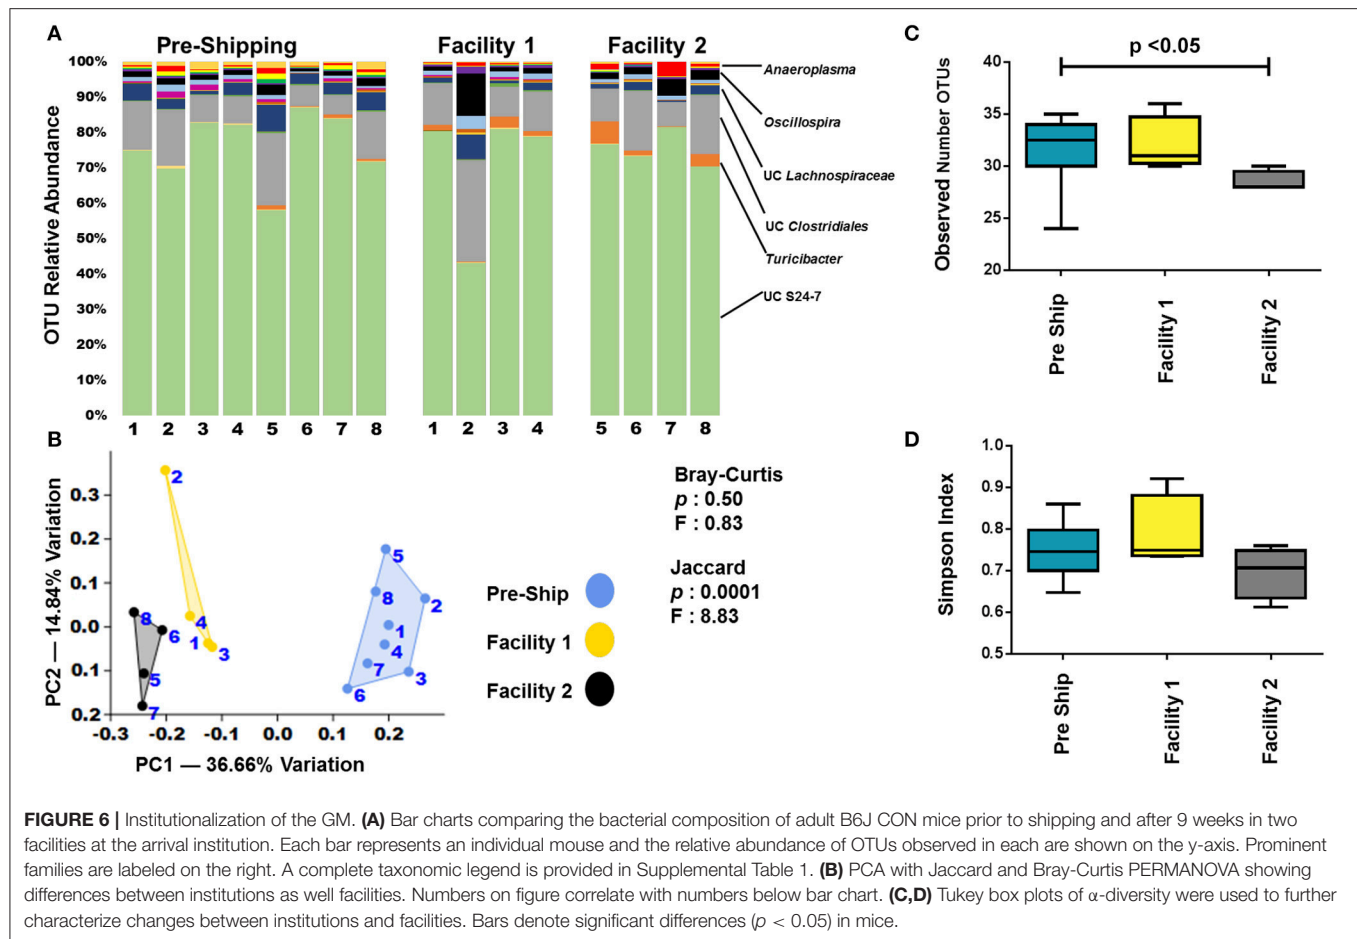 A
Pre-Shipping
Facility 1
Facility 2
OTU Relative Abundance
100%
90%
80%
70%
60%
50%
40%
30%
20%
10%
0%
1 2 3 4 5 6 7 8
1 2 3 4
5 6 7 8
Anaeroplasma
Oscillospira
UC Lachnospiraceae
UC Clostridiales
Turicibacter
UC S24-7
B
PC2 — 14.84% Variation
0.3
0.2
0.1
0.0
0.1
0.2
-0.3 -0.2 -0.1 0.0 0.1 0.2
PC1 — 36.66% Variation
2
4
1
3
8
6
5
7
5
8
2
1
4
7
3
6
Bray-Curtis
p : 0.50
F : 0.83
Jaccard
p : 0.0001
F : 8.83
Pre-Ship
Facility 1
Facility 2
C
p <0.05
Observed Number OTUs
40
35
30
25
20
Pre Ship
Facility 1
Facility 2
D
Simpson Index
1.0
0.9
0.8
0.7
0.6
0.5
Pre Ship
Facility 1
Facility 2
FIGURE 6 | Institutionalization of the GM. (A) Bar charts comparing the bacterial composition of adult B6J CON mice prior to shipping and after 9 weeks in two
facilities at the arrival institution. Each bar represents an individual mouse and the relative abundance of OTUs observed in each are shown on the y-axis. Prominent
families are labeled on the right. A complete taxonomic legend is provided in Supplemental Table 1. (B) PCA with Jaccard and Bray-Curtis PERMANOVA showing
differences between institutions as well facilities. Numbers on figure correlate with numbers below bar chart. (C,D) Tukey box plots of α-diversity were used to further
characterize changes between institutions and facilities. Bars denote significant differences (p < 0.05) in mice.